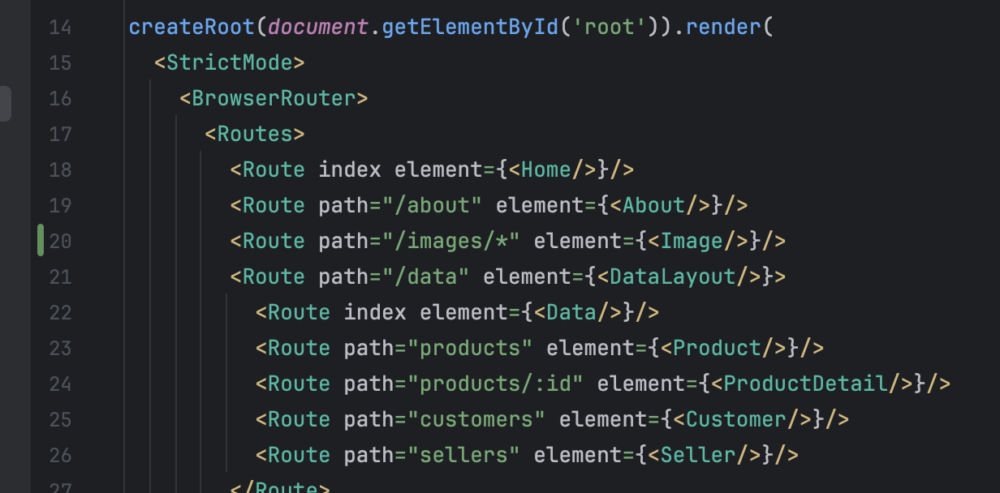 14 createRoot(document.getElementById('root')).render(
15 <StrictMode>
16 <BrowserRouter>
17 <Routes>
18 <Route index element={<Home/>}/>
19 <Route path="/about" element={<About/>}/>
20 <Route path="/images/*" element={<Image/>}/>
21 <Route path="/data" element={<DataLayout/>}>
22 <Route index element={<Data/>}/>
23 <Route path="products" element={<Product/>}/>
24 <Route path="products/:id" element={<ProductDetail/>}/>
25 <Route path="customers" element={<Customer/>}/>
26 <Route path="sellers" element={<Seller/>}/>
27 </Route>